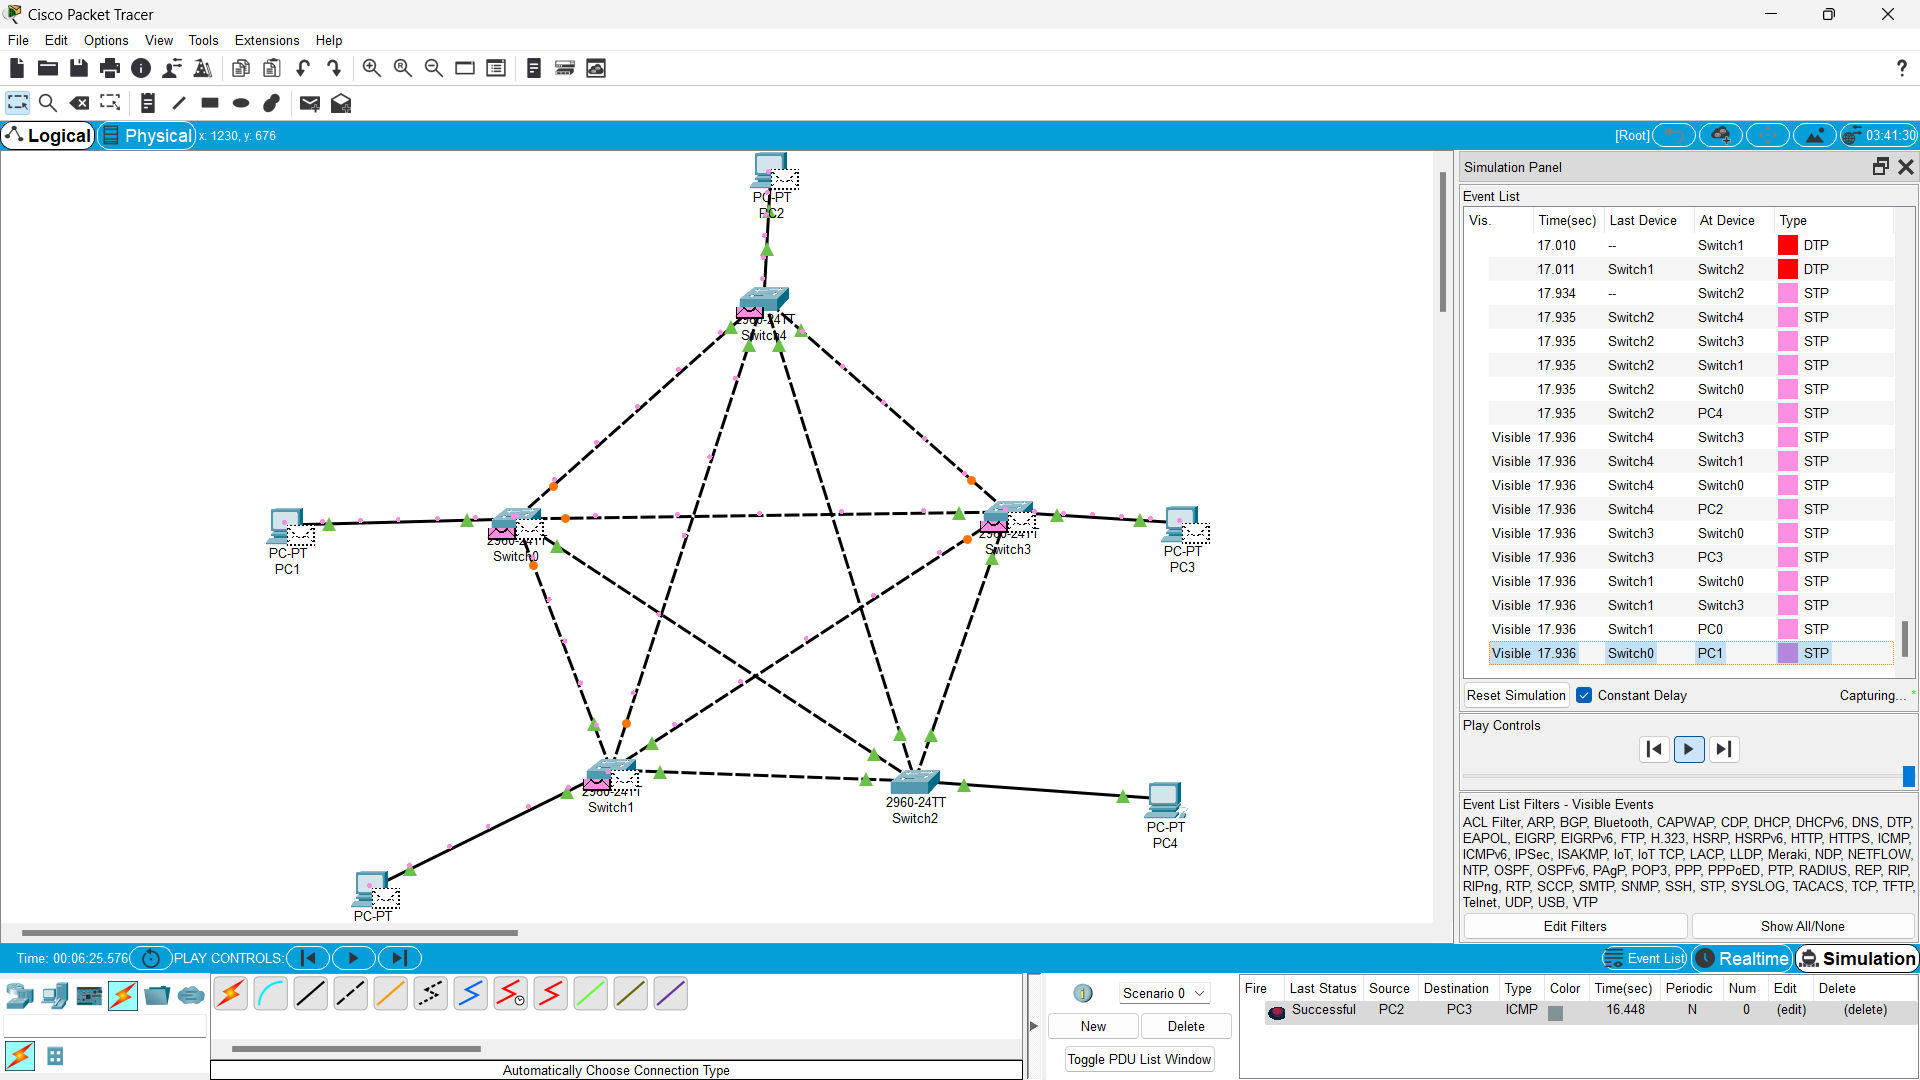 Cisco Packet Tracer
File Edit Options View Tools Extensions Help
Logical Physical x: 1230, y: 676 [Root] 03:41:30
PC-PT
PC2
2960-24TT
Switch4
PC-PT
PC1
2960-24TT
Switch0
2960-24TT
Switch3
PC-PT
PC3
2960-24TT
Switch1
2960-24TT
Switch2
PC-PT
PC4
PC-PT
Simulation Panel
Event List
Vis. Time(sec) Last Device At Device Type
17.010 -- Switch1 DTP
17.011 Switch1 Switch2 DTP
17.934 -- Switch2 STP
17.935 Switch2 Switch4 STP
17.935 Switch2 Switch3 STP
17.935 Switch2 Switch1 STP
17.935 Switch2 Switch0 STP
17.935 Switch2 PC4 STP
Visible 17.936 Switch4 Switch3 STP
Visible 17.936 Switch4 Switch1 STP
Visible 17.936 Switch4 Switch0 STP
Visible 17.936 Switch4 PC2 STP
Visible 17.936 Switch3 Switch0 STP
Visible 17.936 Switch3 PC3 STP
Visible 17.936 Switch1 Switch0 STP
Visible 17.936 Switch1 Switch3 STP
Visible 17.936 Switch1 PC0 STP
Visible 17.936 Switch0 PC1 STP
Reset Simulation Constant Delay Capturing... *
Play Controls
Event List Filters - Visible Events
ACL Filter, ARP, BGP, Bluetooth, CAPWAP, CDP, DHCP, DHCPv6, DNS, DTP,
EAPOL, EIGRP, EIGRPv6, FTP, H.323, HSRP, HSRPv6, HTTP, HTTPS, ICMP,
ICMPv6, IPSec, ISAKMP, IoT, IoT TCP, LACP, LLDP, Meraki, NDP, NETFLOW,
NTP, OSPF, OSPFv6, PAgP, POP3, PPP, PPPoED, PTP, RADIUS, REP, RIP,
RIPng, RTP, SCCP, SMTP, SNMP, SSH, STP, SYSLOG, TACACS, TCP, TFTP,
Telnet, UDP, USB, VTP
Edit Filters Show All/None
Time: 00:06:25.576 PLAY CONTROLS: Event List Realtime Simulation
Automatically Choose Connection Type
Scenario 0
New Delete
Toggle PDU List Window
Fire Last Status Source Destination Type Color Time(sec) Periodic Num Edit Delete
Successful PC2 PC3 ICMP 16.448 N 0 (edit) (delete)